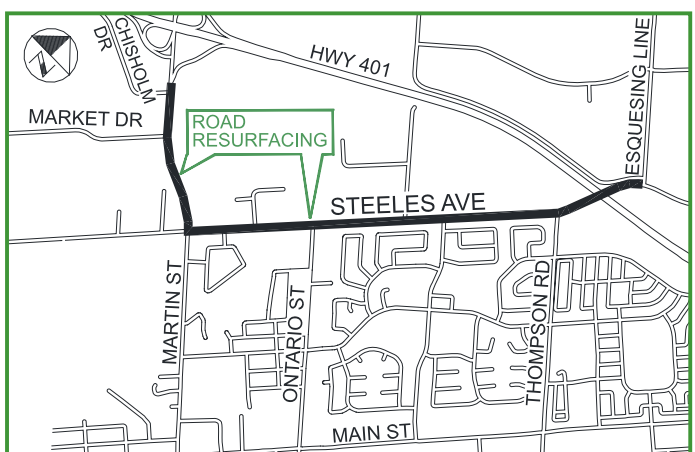 CHISHOLM
DR
HWY 401
ESQUESING LINE
MARKET DR
ROAD
RESURFACING
STEELES AVE
MARTIN ST
ONTARIO ST
THOMPSON RD
MAIN ST